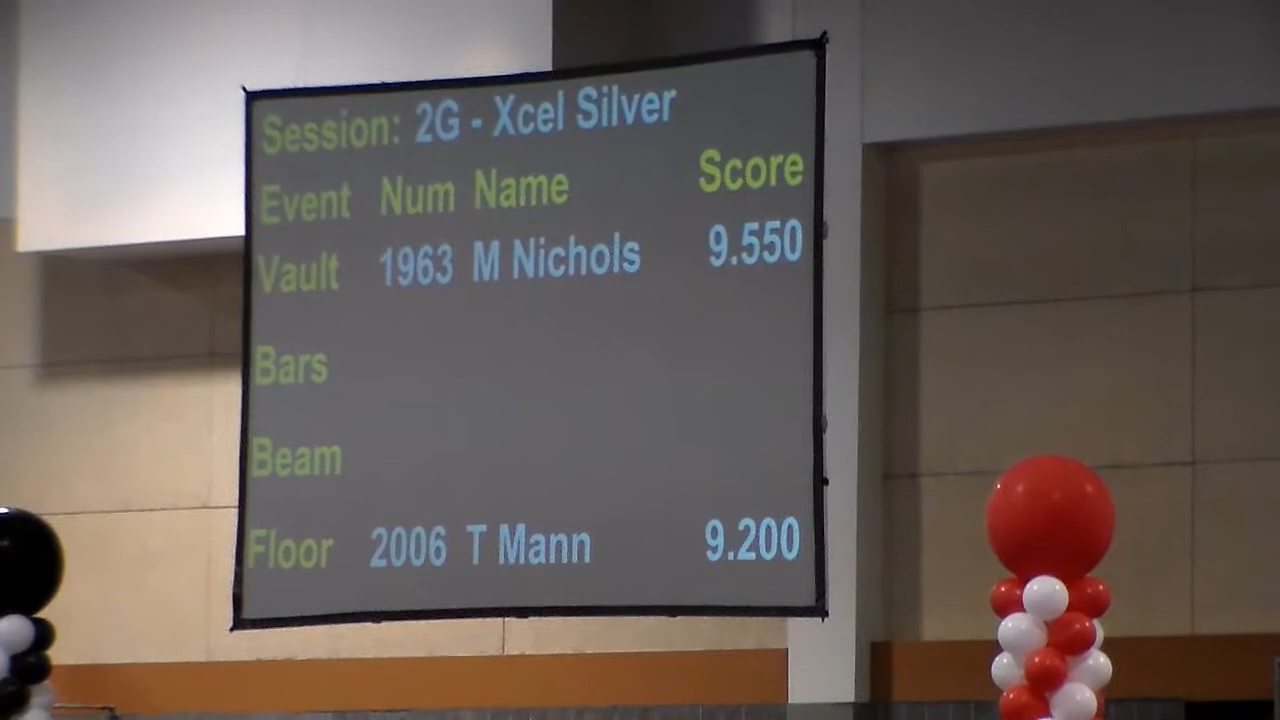 Session: 2G - Xcel Silver
Event Num Name Score
Vault 1963 M Nichols 9.550
Bars
Beam
Floor 2006 T Mann 9.200